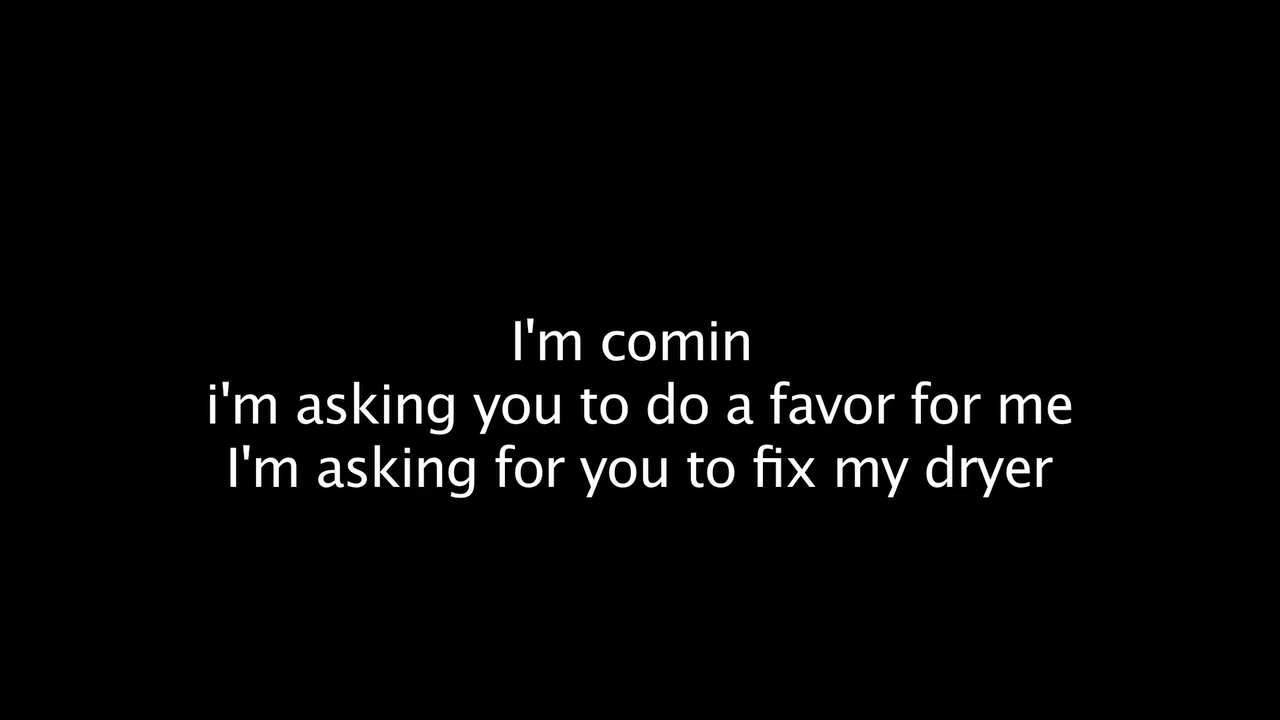 I'm comin
i'm asking you to do a favor for me
I'm asking for you to fix my dryer